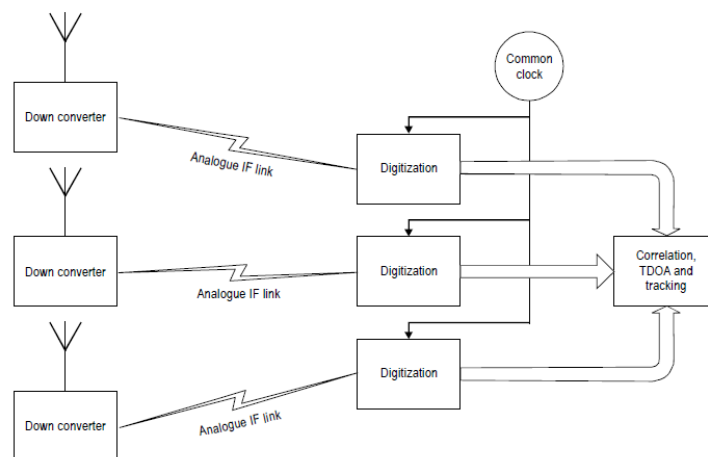 Common
clock
Down converter
Analogue IF link
Digitization
Down converter
Analogue IF link
Digitization
Correlation,
TDOA and
tracking
Down converter
Analogue IF link
Digitization